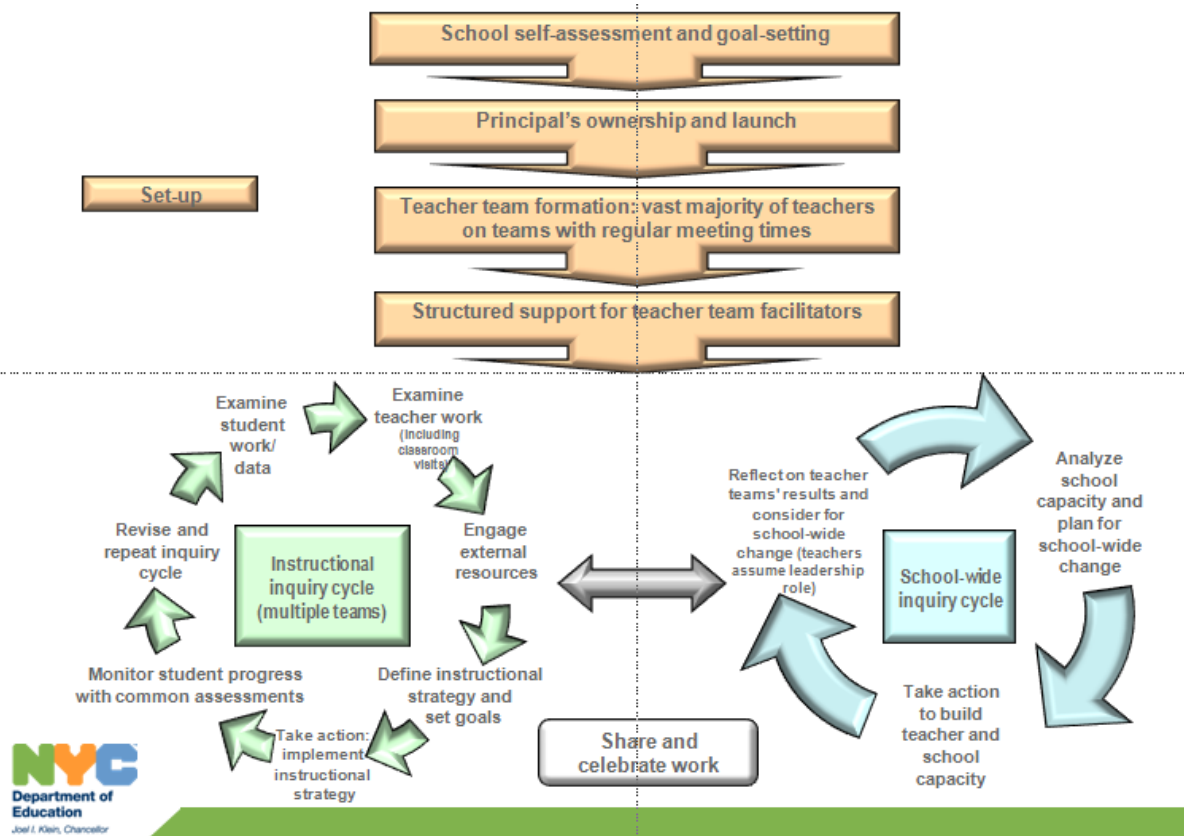 School self-assessment and goal-setting
Principal's ownership and launch
Set-up
Teacher team formation: vast majority of teachers
on teams with regular meeting times
Structured support for teacher team facilitators
Examine
student
work/
data
Examine
teacher work
(including
classroom
visits)
Engage
external
resources
Define instructional
strategy and
set goals
Take action:
implement
instructional
strategy
Monitor student progress
with common assessments
Revise and
repeat inquiry
cycle
Instructional
inquiry cycle
(multiple teams)
Reflect on teacher
teams' results and
consider for
school-wide
change (teachers
assume leadership
role)
Analyze
school
capacity and
plan for
school-wide
change
Take action
to build
teacher and
school
capacity
School-wide
inquiry cycle
Share and
celebrate work
NYC
Department of
Education
Joel I. Klein, Chancellor